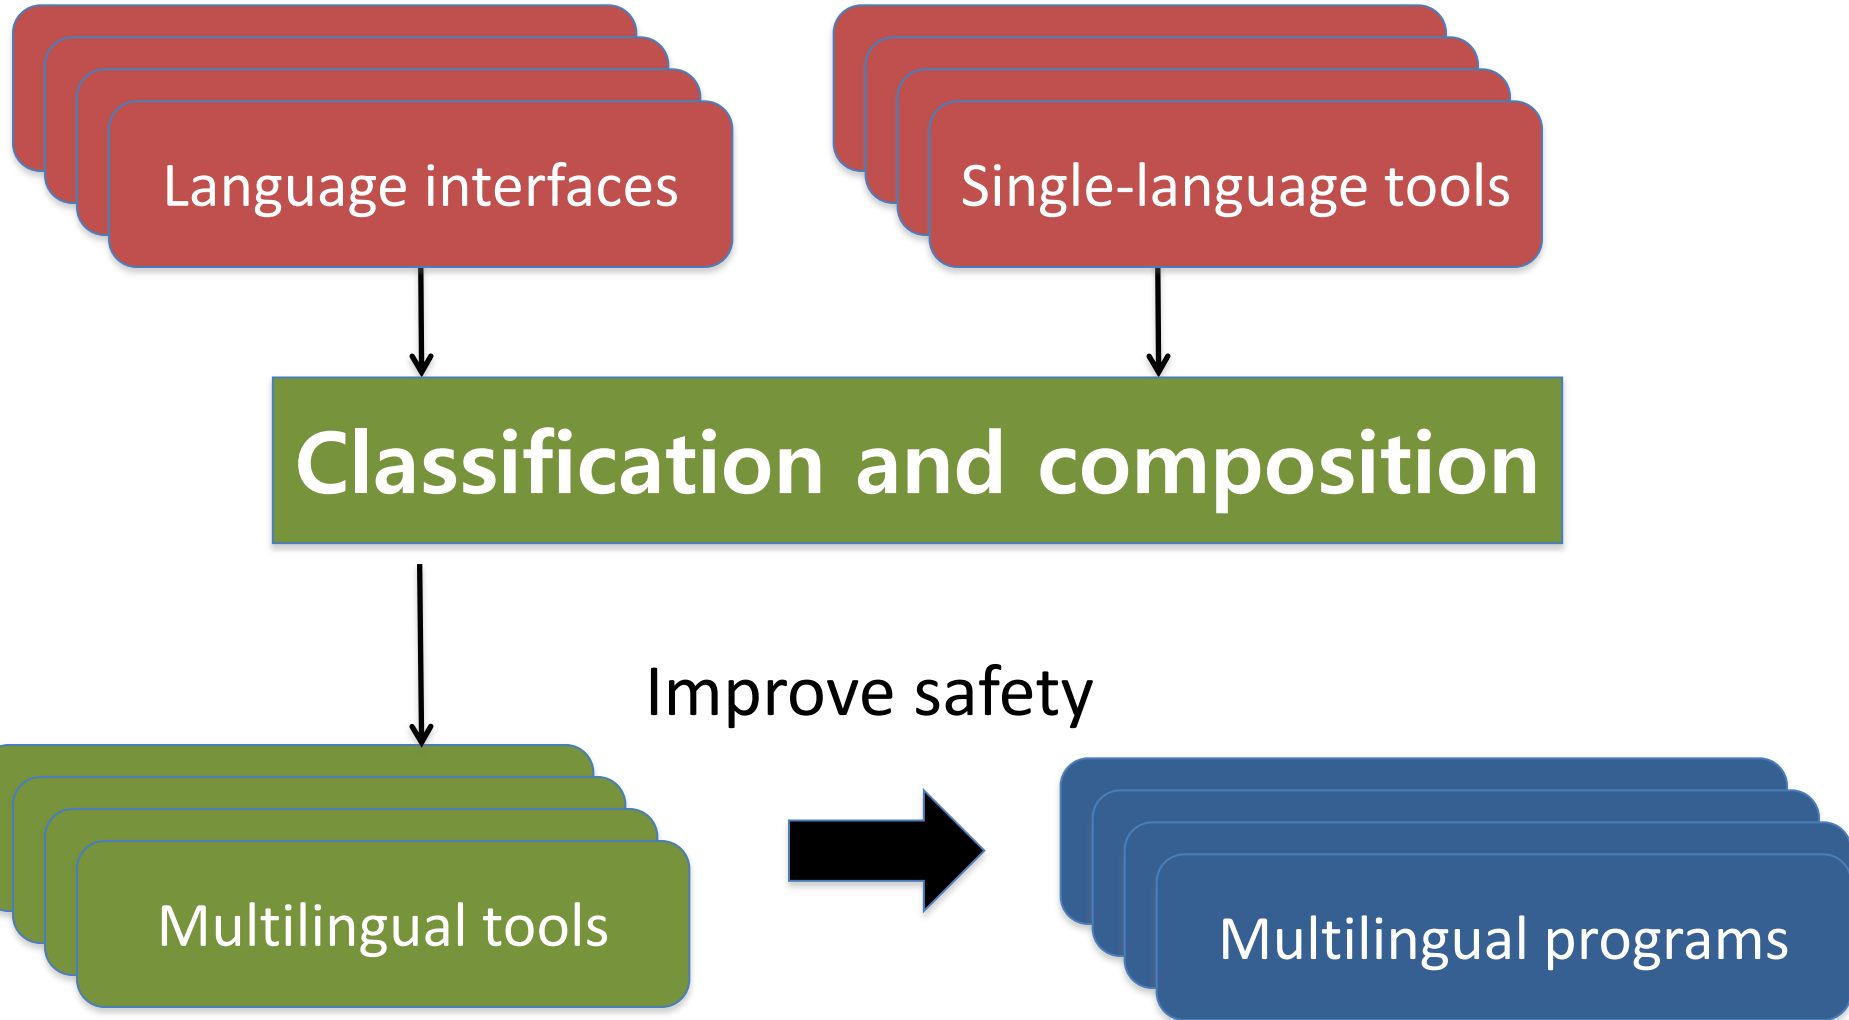 Language interfaces
Single-language tools
Classification and composition
Improve safety
Multilingual tools
Multilingual programs